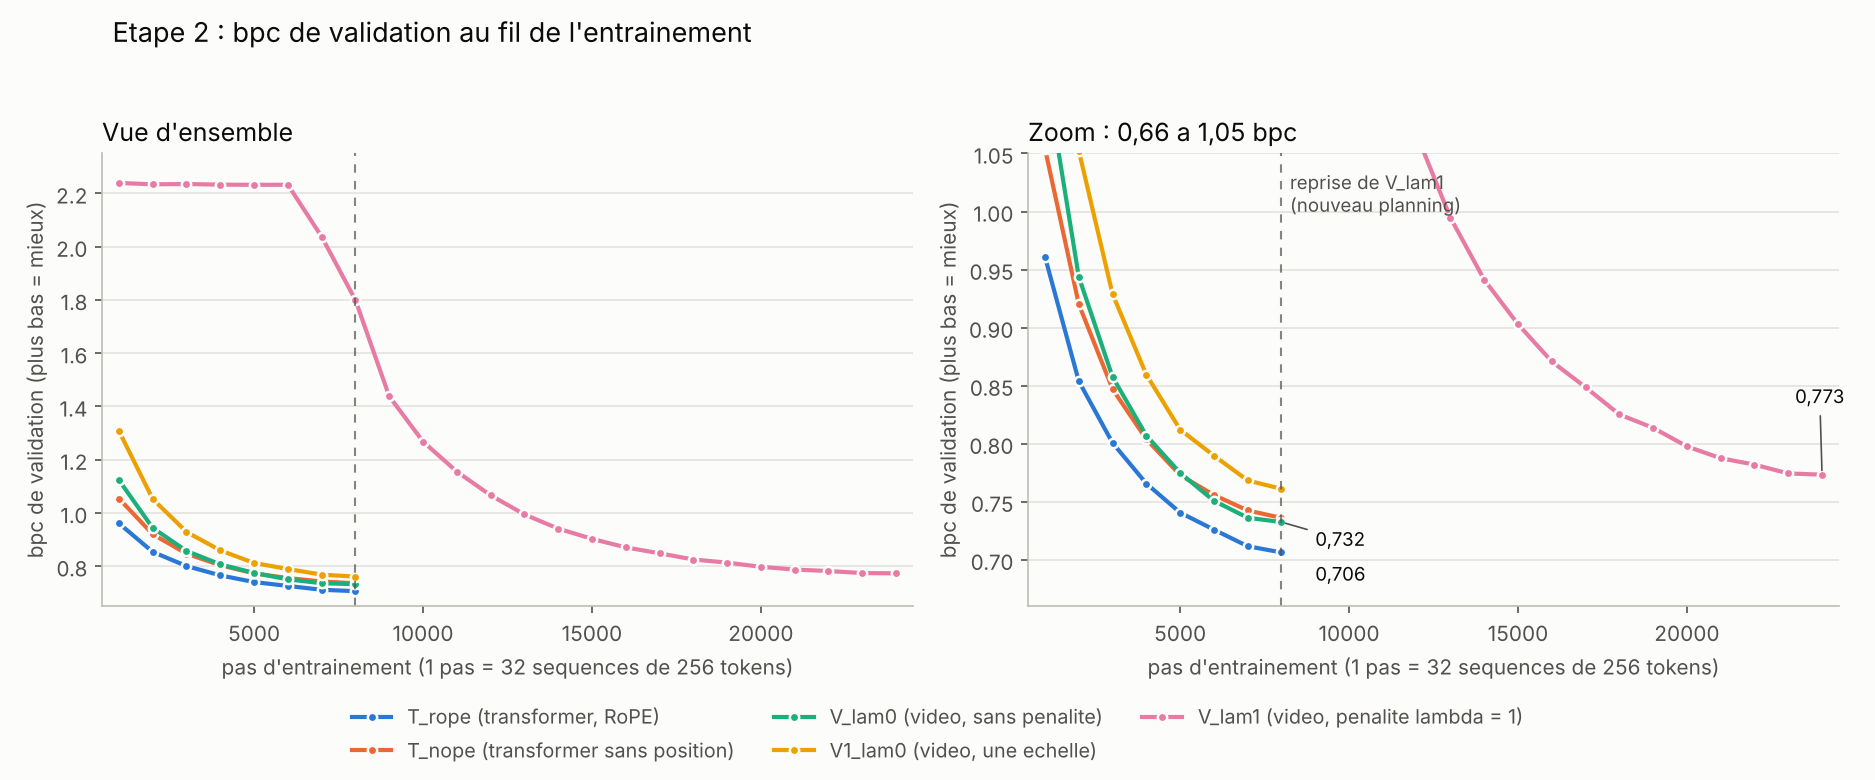 Etape 2 : bpc de validation au fil de l'entrainement
Vue d'ensemble
bpc de validation (plus bas = mieux)
2.2
2.0
1.8
1.6
1.4
1.2
1.0
0.8
5000
10000
15000
20000
pas d'entrainement (1 pas = 32 sequences de 256 tokens)
Zoom : 0,66 a 1,05 bpc
bpc de validation (plus bas = mieux)
1.05
1.00
0.95
0.90
0.85
0.80
0.75
0.70
reprise de V_lam1
(nouveau planning)
0,773
0,732
0,706
5000
10000
15000
20000
pas d'entrainement (1 pas = 32 sequences de 256 tokens)
T_rope (transformer, RoPE)
T_nope (transformer sans position)
V_lam0 (video, sans penalite)
V1_lam0 (video, une echelle)
V_lam1 (video, penalite lambda = 1)